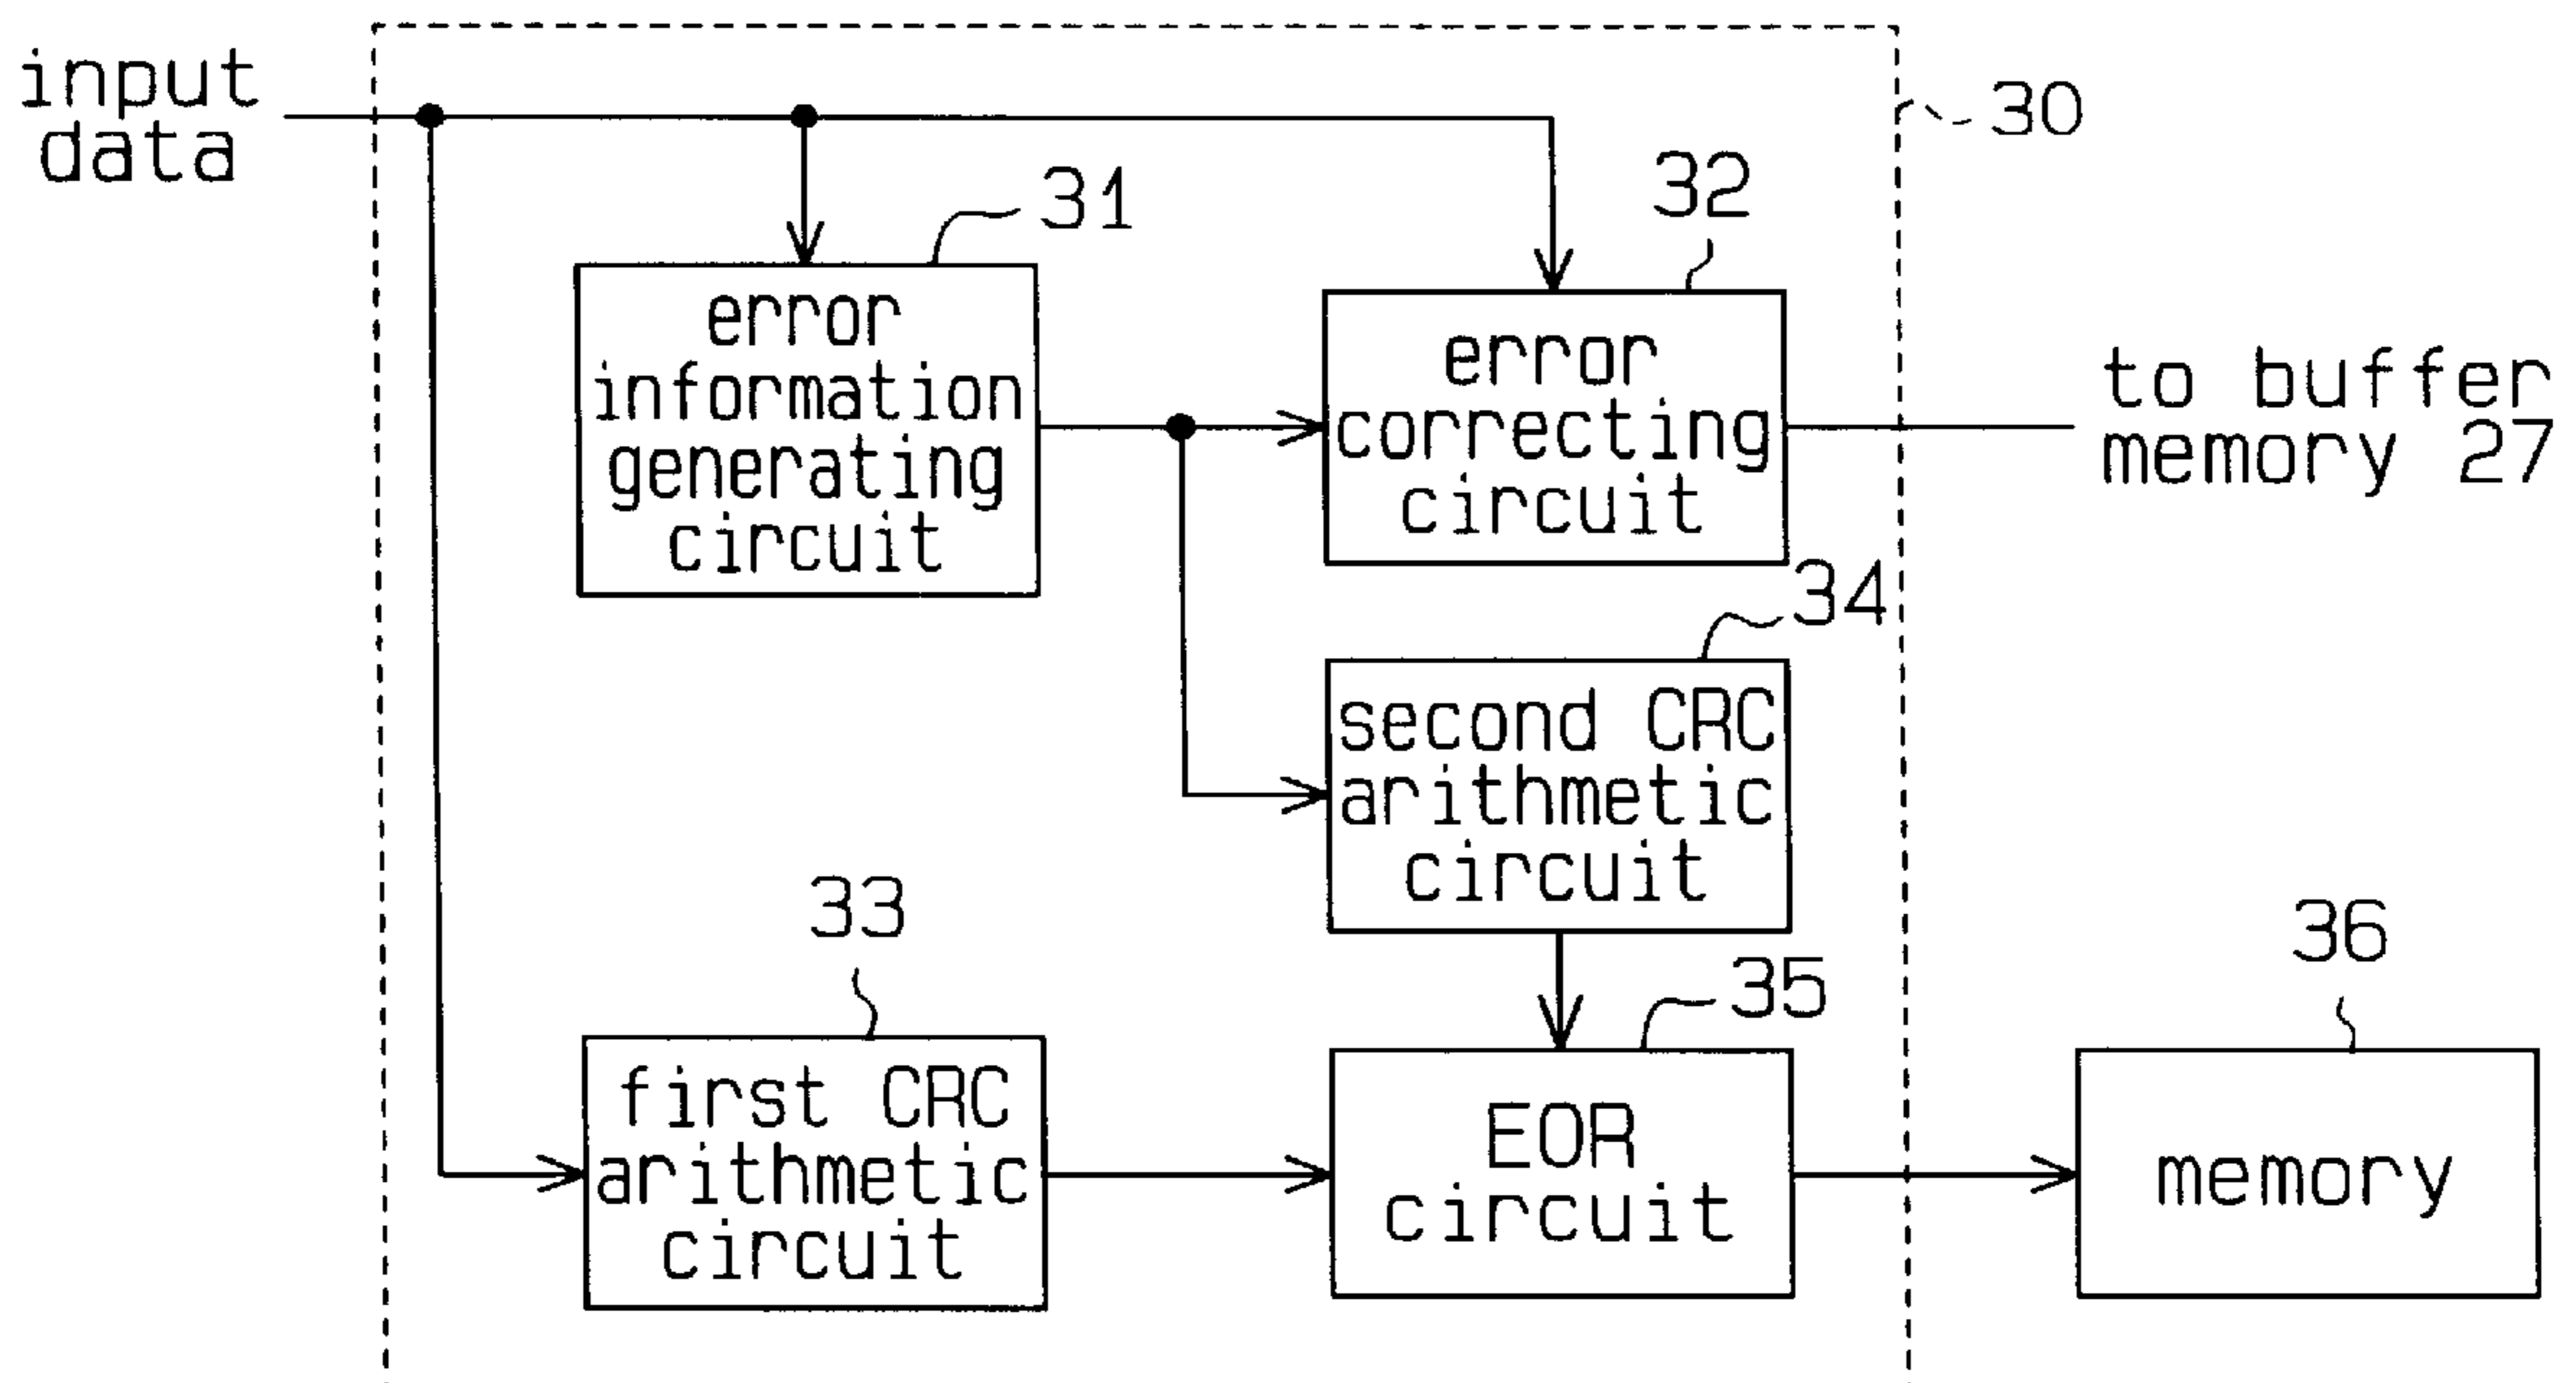 input
data
30
31
32
error
information
generating
circuit
error
correcting
circuit
to buffer
memory 27
34
second CRC
arithmetic
circuit
33
35
36
first CRC
arithmetic
circuit
EOR
circuit
memory